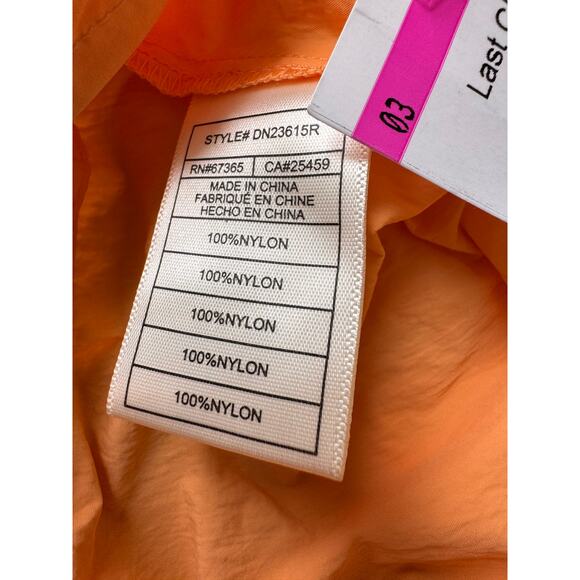 STYLE# DN23615R
RN#67365 CA#25459
MADE IN CHINA
FABRIQUÉ EN CHINE
HECHO EN CHINA
100%NYLON
100%NYLON
100%NYLON
100%NYLON
100%NYLON
03
Last